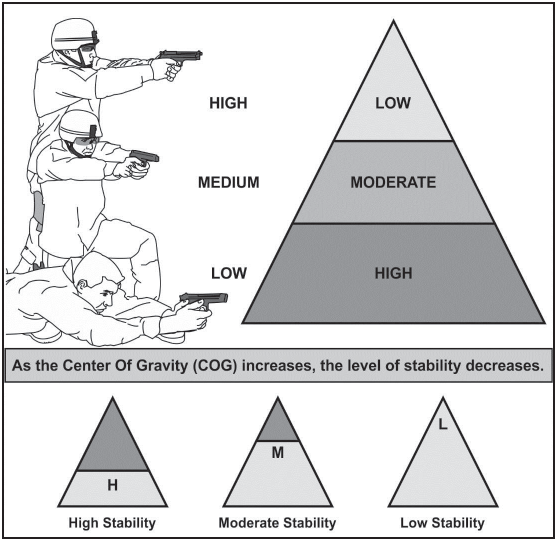 HIGH
LOW
MEDIUM
MODERATE
LOW
HIGH
As the Center Of Gravity (COG) increases, the level of stability decreases.
H
M
L
High Stability
Moderate Stability
Low Stability